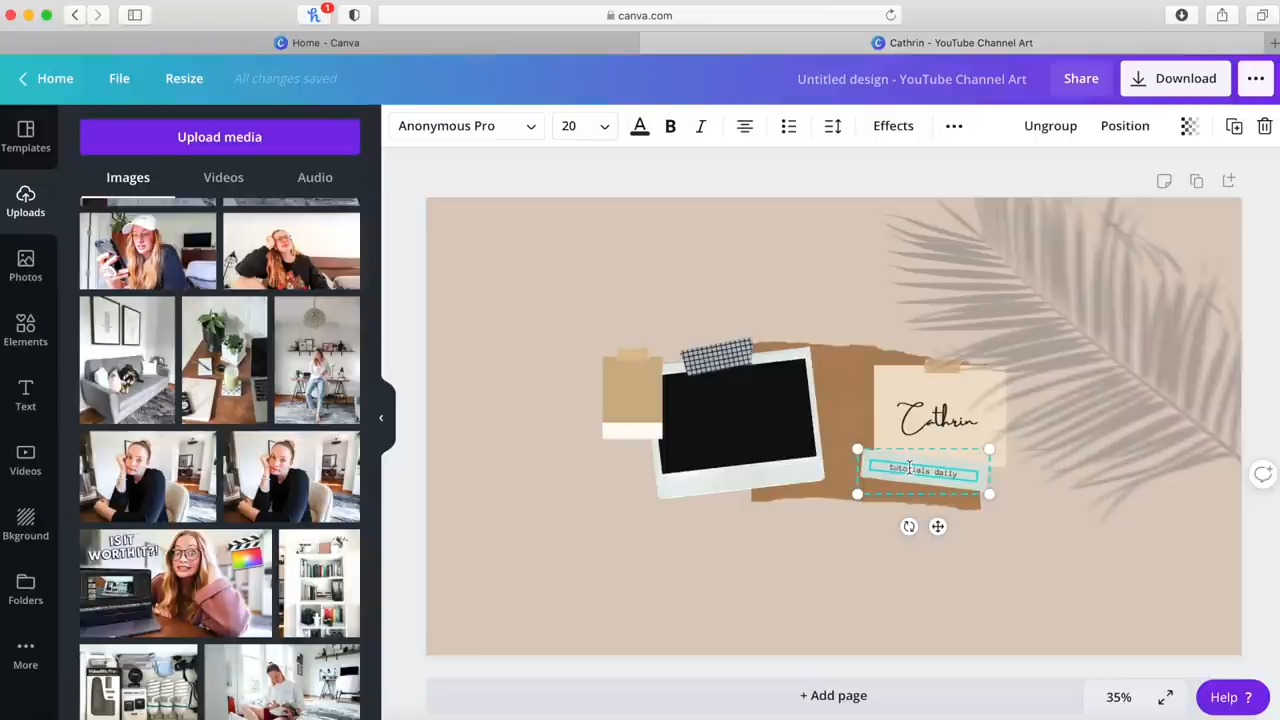 1
canva.com
Home - Canva
Cathrin - YouTube Channel Art
Home
File
Resize
All changes saved
Untitled design - YouTube Channel Art
Share
Download
Templates
Uploads
Photos
Elements
Text
Videos
Bkground
Folders
More
Upload media
Images
Videos
Audio
IS IT
WORTH IT?!
Anonymous Pro
20
B
I
Effects
Ungroup
Position
Cathrin
tutorials daily
+ Add page
35%
Help ?